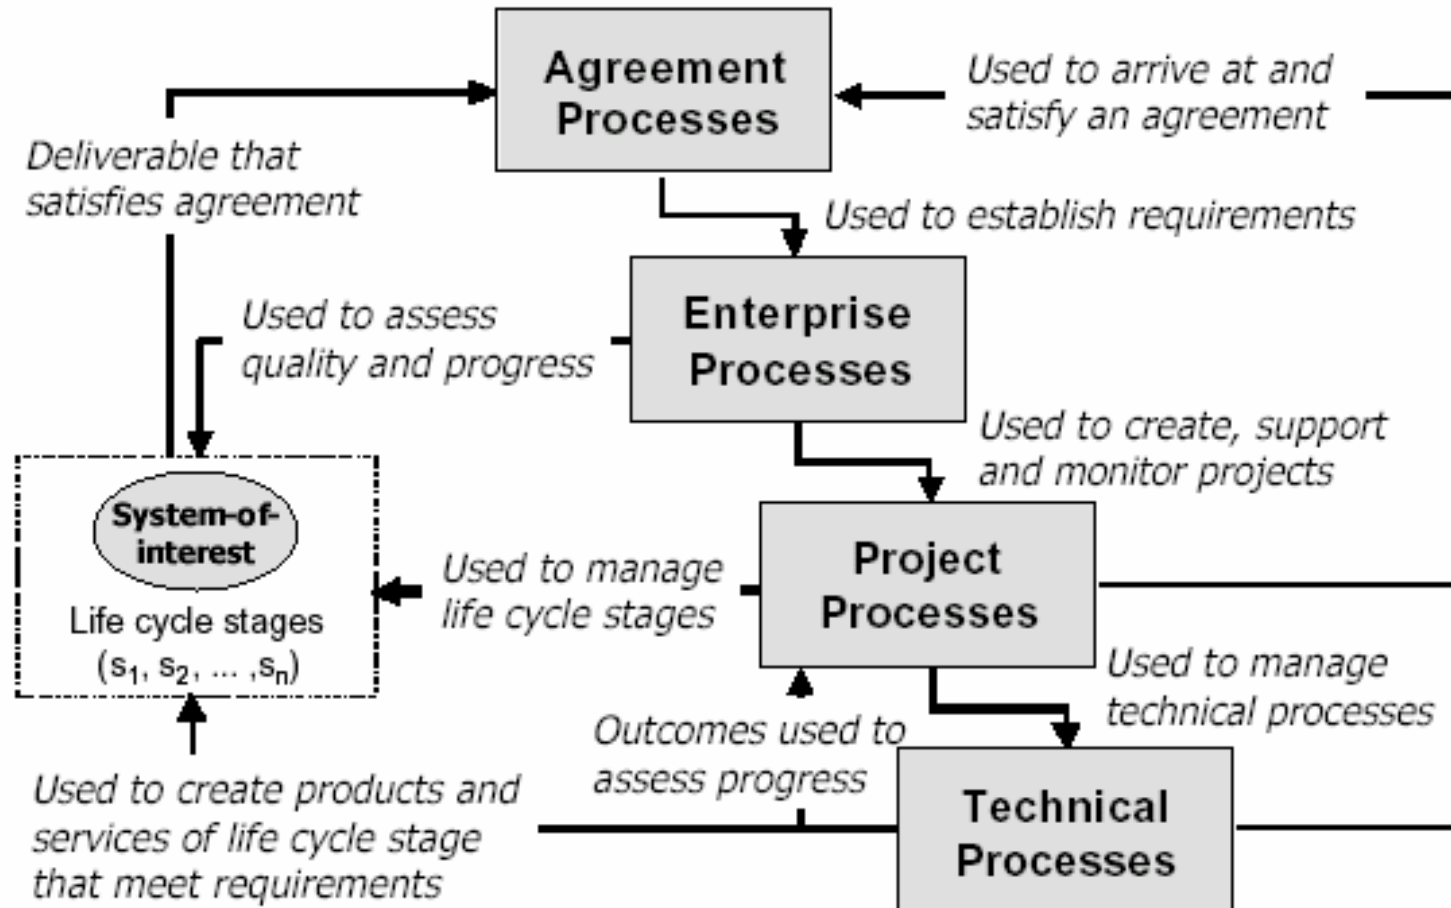 Agreement
Processes
Used to arrive at and
satisfy an agreement
Deliverable that
satisfies agreement
Used to establish requirements
Enterprise
Processes
Used to assess
quality and progress
Used to create, support
and monitor projects
System-of-
interest
Life cycle stages
(s1, s2, ... ,sn)
Used to manage
life cycle stages
Project
Processes
Used to manage
technical processes
Outcomes used to
assess progress
Used to create products and
services of life cycle stage
that meet requirements
Technical
Processes